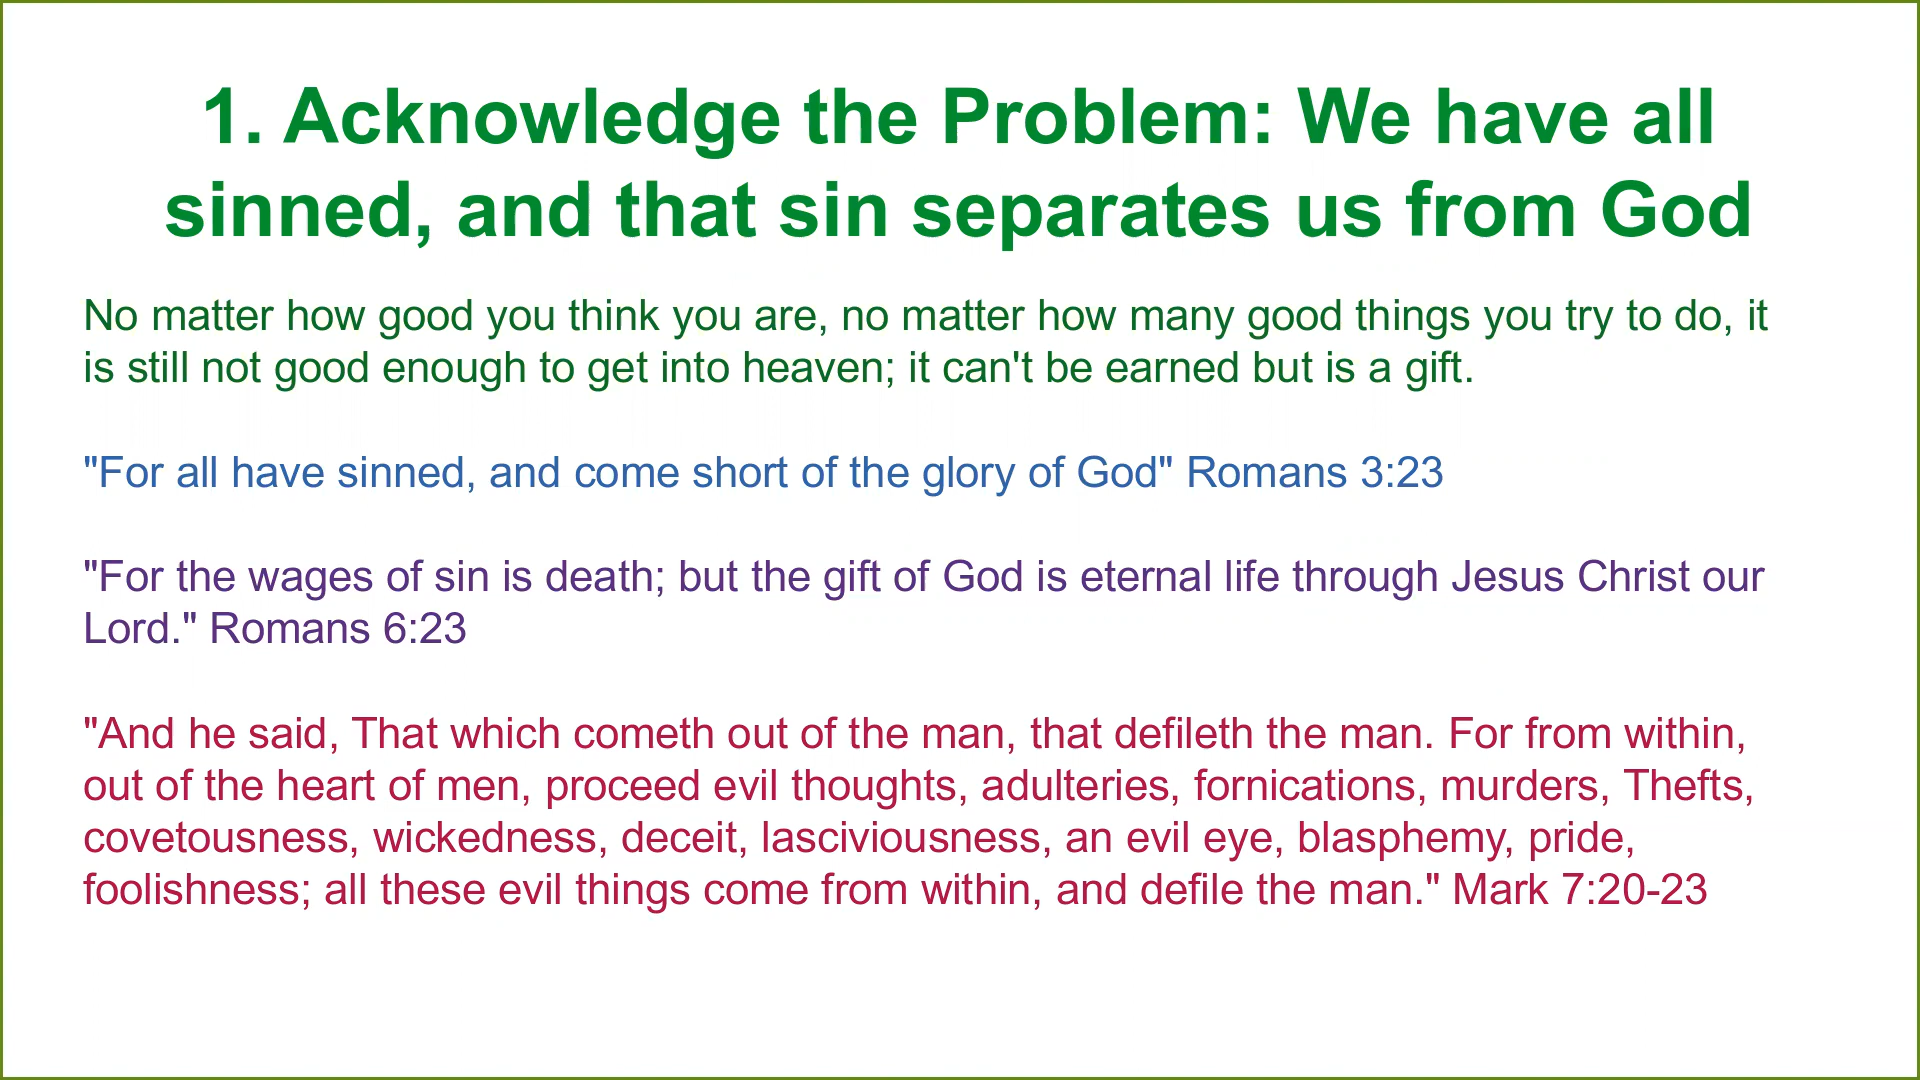 1. Acknowledge the Problem: We have all
sinned, and that sin separates us from God
No matter how good you think you are, no matter how many good things you try to do, it
is still not good enough to get into heaven; it can't be earned but is a gift.
"For all have sinned, and come short of the glory of God" Romans 3:23
"For the wages of sin is death; but the gift of God is eternal life through Jesus Christ our
Lord." Romans 6:23
"And he said, That which cometh out of the man, that defileth the man. For from within,
out of the heart of men, proceed evil thoughts, adulteries, fornications, murders, Thefts,
covetousness, wickedness, deceit, lasciviousness, an evil eye, blasphemy, pride,
foolishness; all these evil things come from within, and defile the man." Mark 7:20-23